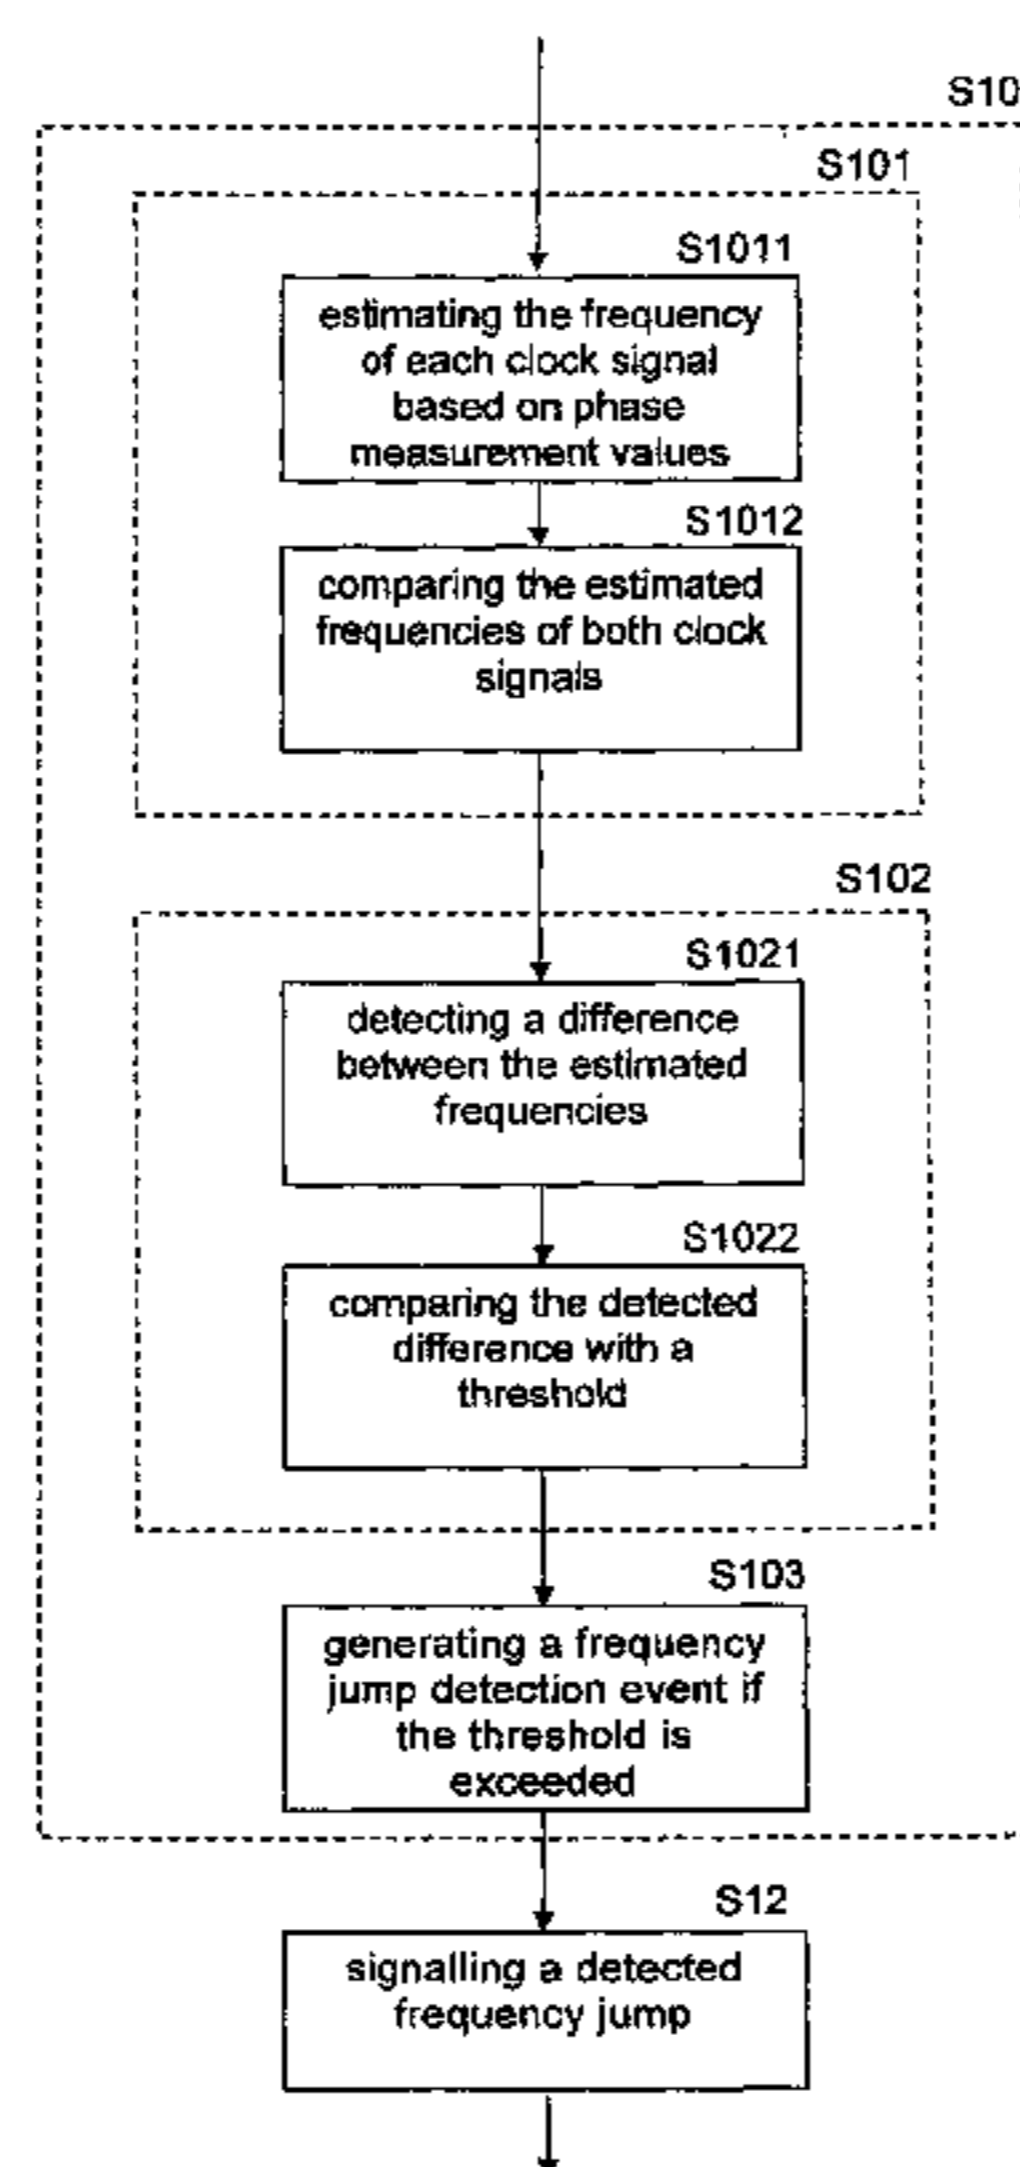 S10
S101
S1011
estimating the frequency
of each clock signal
based on phase
measurement values
S1012
comparing the estimated
frequencies of both clock
signals
S102
S1021
detecting a difference
between the estimated
frequencies
S1022
comparing the detected
difference with a
threshold
S103
generating a frequency
jump detection event if
the threshold is
exceeded
S12
signalling a detected
frequency jump